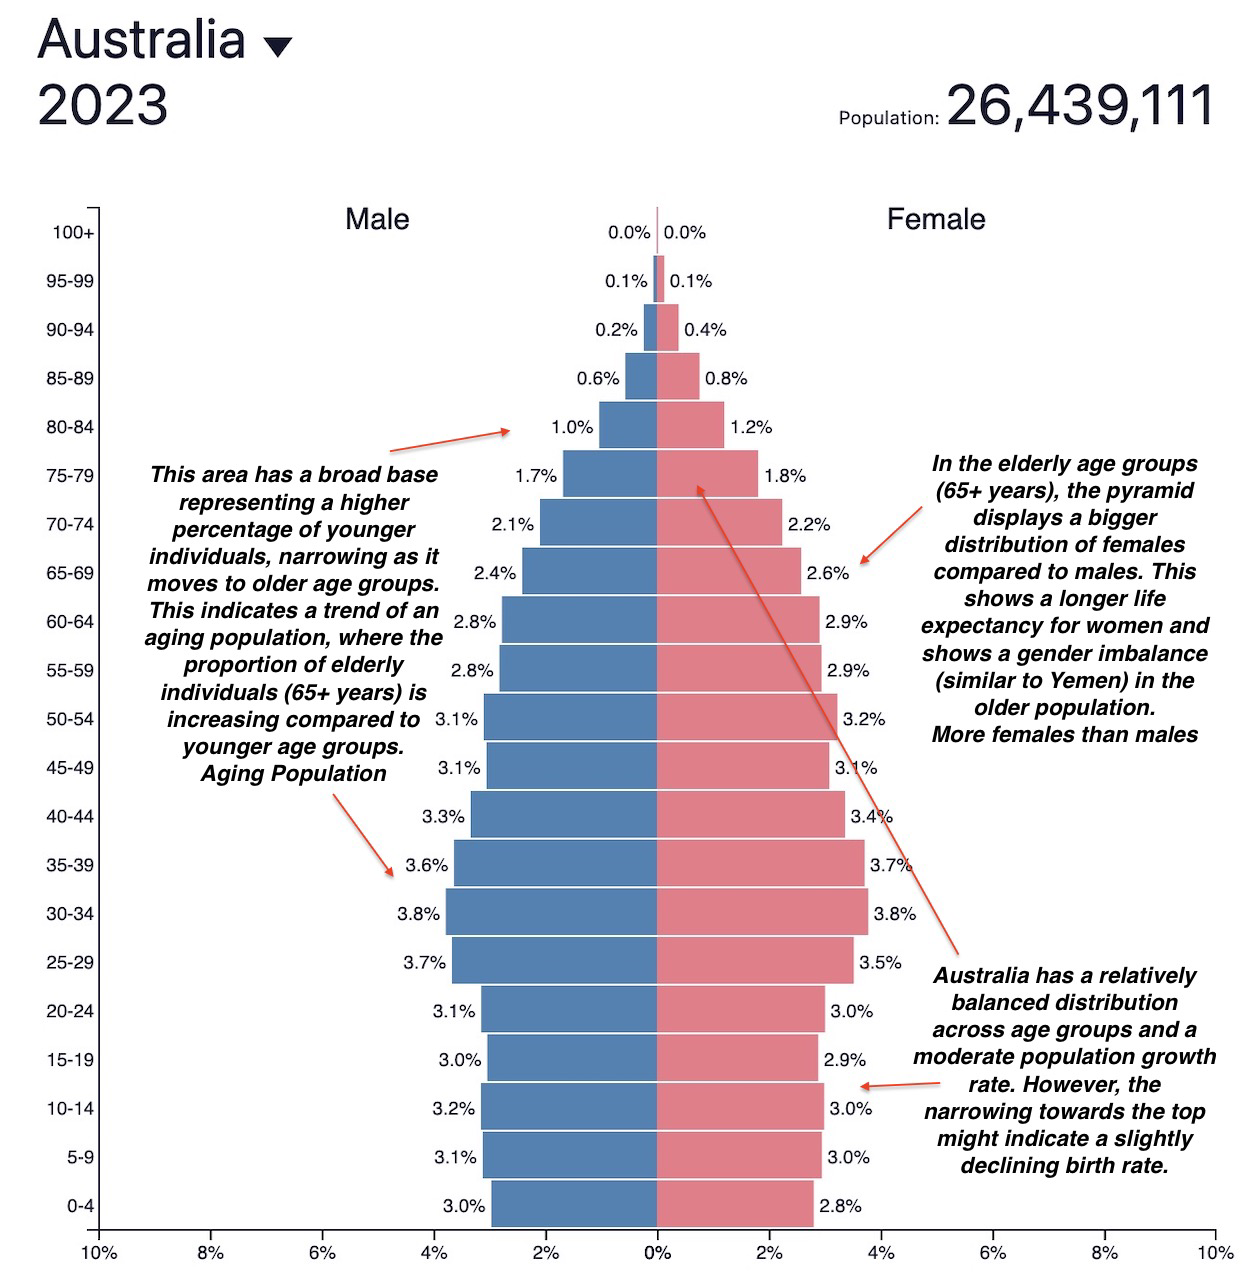 Australia
2023
Population: 26,439,111
Male
Female
100+ 0.0% 0.0%
95-99 0.1% 0.1%
90-94 0.2% 0.4%
85-89 0.6% 0.8%
80-84 1.0% 1.2%
75-79 1.7% 1.8%
70-74 2.1% 2.2%
65-69 2.4% 2.6%
60-64 2.8% 2.9%
55-59 2.8% 2.9%
50-54 3.1% 3.2%
45-49 3.1% 3.1%
40-44 3.3% 3.4%
35-39 3.6% 3.7%
30-34 3.8% 3.8%
25-29 3.7% 3.5%
20-24 3.1% 3.0%
15-19 3.0% 2.9%
10-14 3.2% 3.0%
5-9 3.1% 3.0%
0-4 3.0% 2.8%
10% 8% 6% 4% 2% 0% 2% 4% 6% 8% 10%
This area has a broad base
representing a higher
percentage of younger
individuals, narrowing as it
moves to older age groups.
This indicates a trend of an
aging population, where the
proportion of elderly
individuals (65+ years) is
increasing compared to
younger age groups.
Aging Population
In the elderly age groups
(65+ years), the pyramid
displays a bigger
distribution of females
compared to males. This
shows a longer life
expectancy for women and
shows a gender imbalance
(similar to Yemen) in the
older population.
More females than males
Australia has a relatively
balanced distribution
across age groups and a
moderate population growth
rate. However, the
narrowing towards the top
might indicate a slightly
declining birth rate.